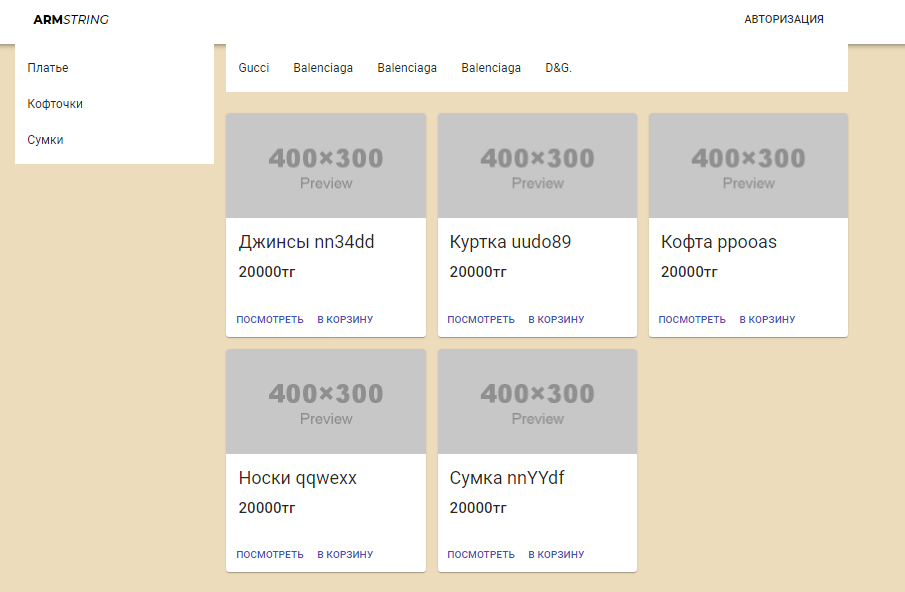 ARMSTRING
АВТОРИЗАЦИЯ
Платье
Кофточки
Сумки
Gucci Balenciaga Balenciaga Balenciaga D&G.
400×300 400×300 400×300
Preview Preview Preview
Джинсы nn34dd Куртка uudo89 Кофта ppooas
20000тг 20000тг 20000тг
ПОСМОТРЕТЬ В КОРЗИНУ ПОСМОТРЕТЬ В КОРЗИНУ ПОСМОТРЕТЬ В КОРЗИНУ
400×300 400×300
Preview Preview
Носки qqwexx Сумка nnYYdf
20000тг 20000тг
ПОСМОТРЕТЬ В КОРЗИНУ ПОСМОТРЕТЬ В КОРЗИНУ